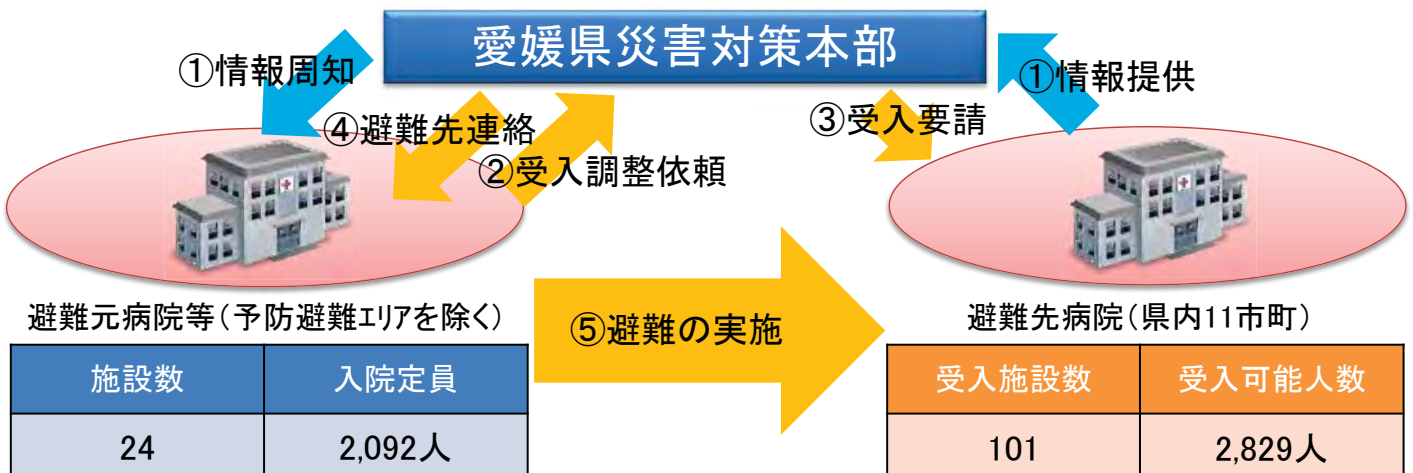 愛媛県災害対策本部
①情報周知
①情報提供
④避難先連絡
③受入要請
②受入調整依頼
避難元病院等(予防避難エリアを除く)
⑤避難の実施
避難先病院(県内11市町)
施設数 入院定員
24 2,092人
受入施設数 受入可能人数
101 2,829人